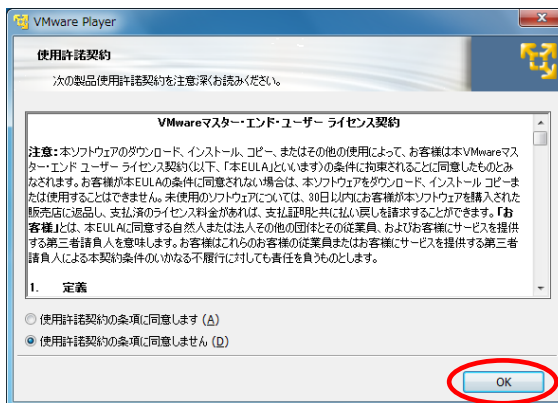 VMware Player
使用許諾契約
次の製品使用許諾契約を注意深くお読みください。
VMwareマスター・エンド・ユーザー ライセンス契約
注意:本ソフトウェアのダウンロード、インストール、コピー、またはその他の使用によって、お客様は本VMwareマス
ター・エンド ユーザー ライセンス契約(以下、「本EULA」といいます)の条件に拘束されることに同意したものとみ
なされます。お客様が本EULAの条件に同意されない場合は、本ソフトウェアをダウンロード、インストール コピーま
たは使用することはできません。未使用のソフトウェアについては、30日以内にお客様が本ソフトウェアを購入された
販売店に返品し、支払済のライセンス料金があれば、支払証明と共に払い戻しを請求することができます。「お
客様」とは、本EULAに同意する自然人または法人その他の団体とその従業員、およびお客様にサービスを提供
する第三者請負人を意味します。お客様はこれらのお客様の従業員またはお客様にサービスを提供する第三者
請負人による本契約条件のいかなる不履行に対しても責任を負うものとします。
1. 定義
使用許諾契約の条項に同意します (A)
使用許諾契約の条項に同意しません (D)
OK